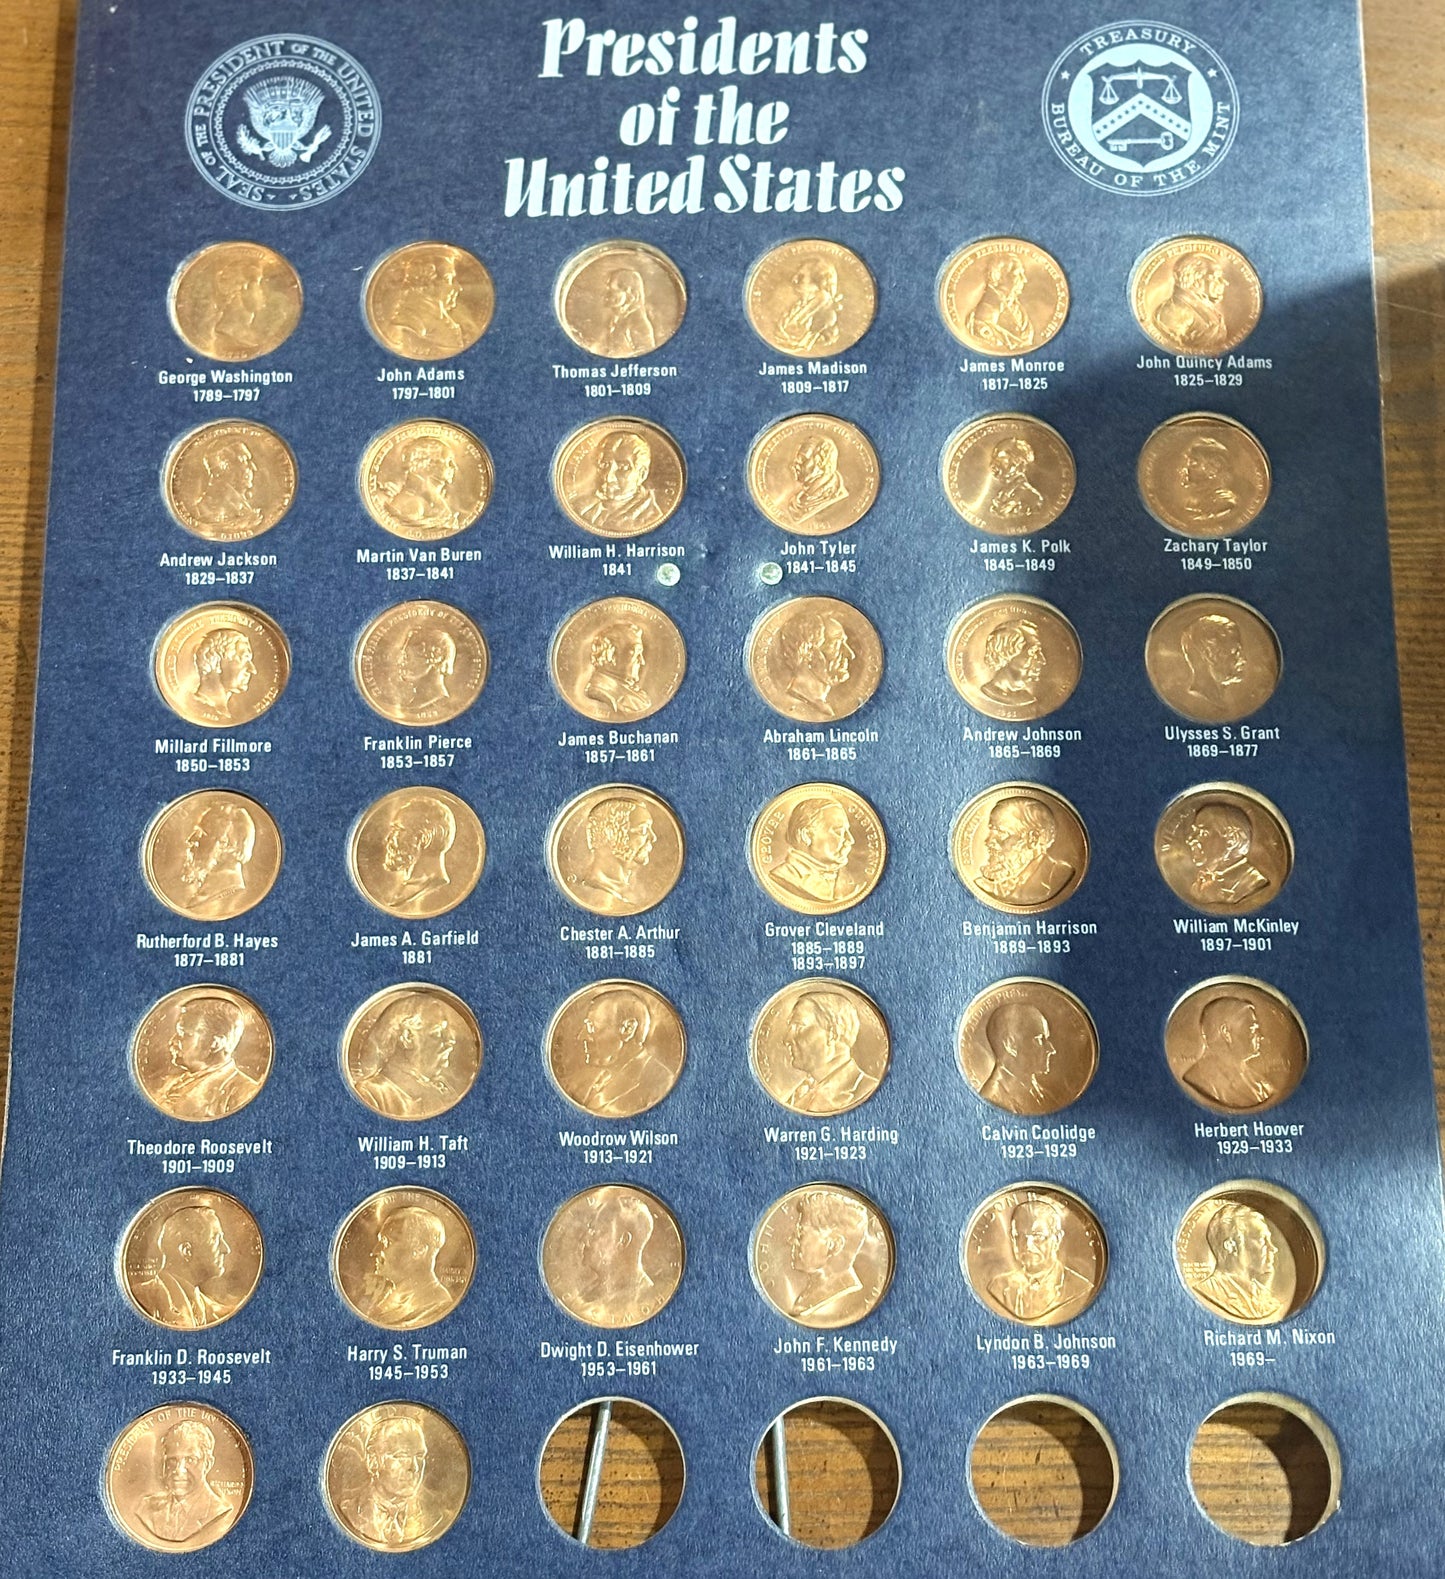 Presidents
of the
United States
SEAL OF THE PRESIDENT OF THE UNITED STATES
TREASURY
BUREAU OF THE MINT
George Washington
1789–1797
John Adams
1797–1801
Thomas Jefferson
1801–1809
James Madison
1809–1817
James Monroe
1817–1825
John Quincy Adams
1825–1829
Andrew Jackson
1829–1837
Martin Van Buren
1837–1841
William H. Harrison
1841
John Tyler
1841–1845
James K. Polk
1845–1849
Zachary Taylor
1849–1850
Millard Fillmore
1850–1853
Franklin Pierce
1853–1857
James Buchanan
1857–1861
Abraham Lincoln
1861–1865
Andrew Johnson
1865–1869
Ulysses S. Grant
1869–1877
GROVER CLEVELAND
Rutherford B. Hayes
1877–1881
James A. Garfield
1881
Chester A. Arthur
1881–1885
Grover Cleveland
1885–1889
1893–1897
Benjamin Harrison
1889–1893
William McKinley
1897–1901
Theodore Roosevelt
1901–1909
William H. Taft
1909–1913
Woodrow Wilson
1913–1921
Warren G. Harding
1921–1923
Calvin Coolidge
1923–1929
Herbert Hoover
1929–1933
Franklin D. Roosevelt
1933–1945
Harry S. Truman
1945–1953
Dwight D. Eisenhower
1953–1961
John F. Kennedy
1961–1963
Lyndon B. Johnson
1963–1969
Richard M. Nixon
1969–
PRESIDENT OF THE